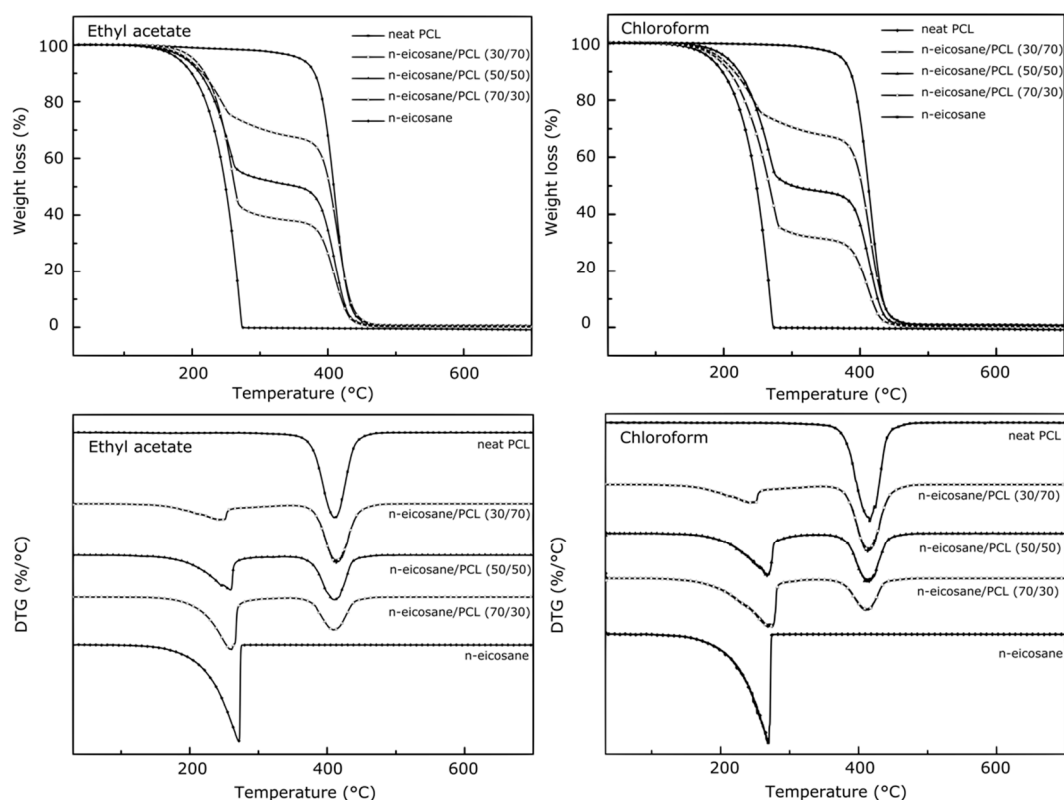 Ethyl acetate
neat PCL
n-eicosane/PCL (30/70)
n-eicosane/PCL (50/50)
n-eicosane/PCL (70/30)
n-eicosane
100
80
60
40
20
0
Weight loss (%)
200
400
600
Temperature (°C)
Chloroform
neat PCL
n-eicosane/PCL (30/70)
n-eicosane/PCL (50/50)
n-eicosane/PCL (70/30)
n-eicosane
100
80
60
40
20
0
Weight loss (%)
200
400
600
Temperature (°C)
Ethyl acetate
neat PCL
n-eicosane/PCL (30/70)
n-eicosane/PCL (50/50)
n-eicosane/PCL (70/30)
n-eicosane
DTG (%/°C)
200
400
600
Temperature (°C)
Chloroform
neat PCL
n-eicosane/PCL (30/70)
n-eicosane/PCL (50/50)
n-eicosane/PCL (70/30)
n-eicosane
DTG (%/°C)
200
400
600
Temperature (°C)